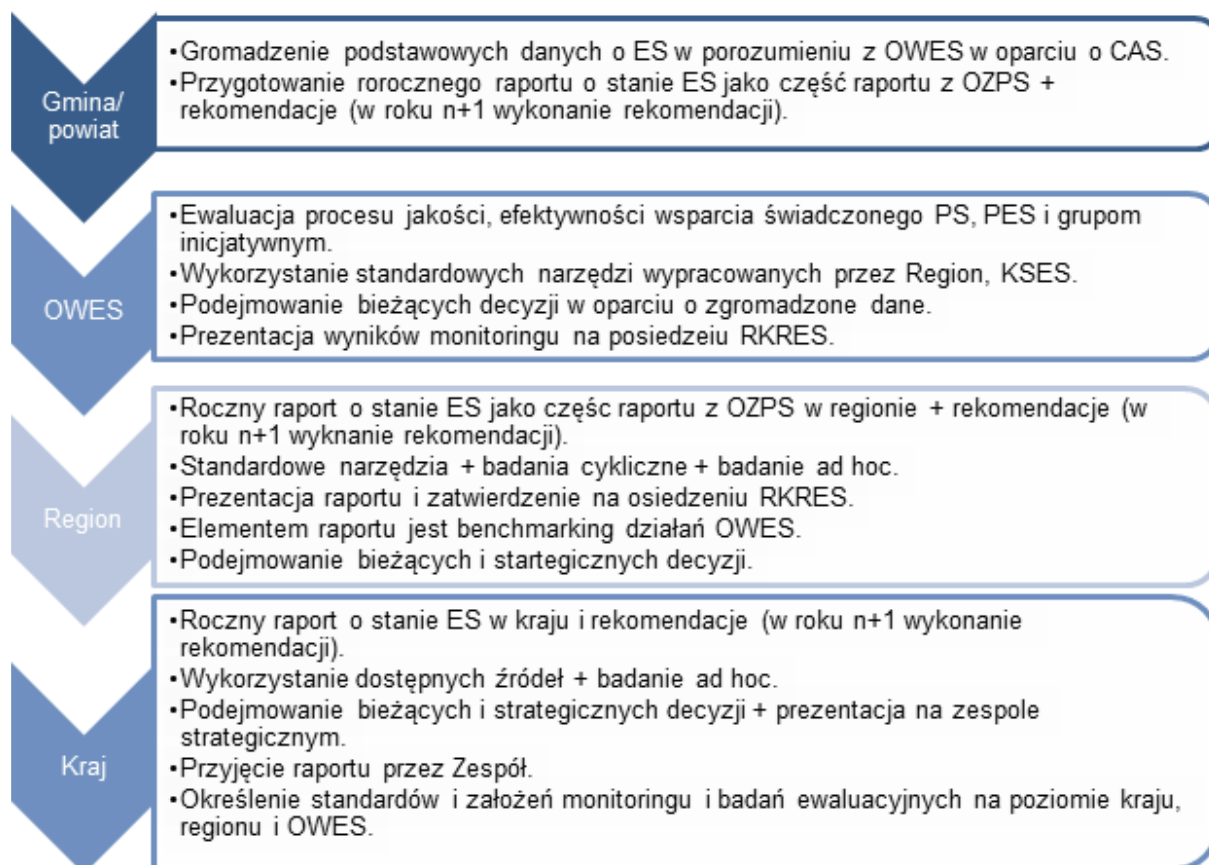 Gmina/
powiat
•Gromadzenie podstawowych danych o ES w porozumieniu z OWES w oparciu o CAS.
•Przygotowanie rorocznego raportu o stanie ES jako część raportu z OZPS +
rekomendacje (w roku n+1 wykonanie rekomendacji).
OWES
•Ewaluacja procesu jakości, efektywności wsparcia świadczonego PS, PES i grupom
inicjatywnym.
•Wykorzystanie standardowych narzędzi wypracowanych przez Region, KSES.
•Podejmowanie bieżących decyzji w oparciu o zgromadzone dane.
•Prezentacja wyników monitoringu na posiedzeiu RKRES.
Region
•Roczny raport o stanie ES jako częśc raportu z OZPS w regionie + rekomendacje (w
roku n+1 wyknanie rekomendacji).
•Standardowe narzędzia + badania cykliczne + badanie ad hoc.
•Prezentacja raportu i zatwierdzenie na osiedzeniu RKRES.
•Elementem raportu jest benchmarking działań OWES.
•Podejmowanie bieżących i startegicznych decyzji.
Kraj
•Roczny raport o stanie ES w kraju i rekomendacje (w roku n+1 wykonanie
rekomendacji).
•Wykorzystanie dostępnych źródeł + badanie ad hoc.
•Podejmowanie bieżących i strategicznych decyzji + prezentacja na zespole
strategicznym.
•Przyjęcie raportu przez Zespół.
•Określenie standardów i założeń monitoringu i badań ewaluacyjnych na poziomie kraju,
regionu i OWES.